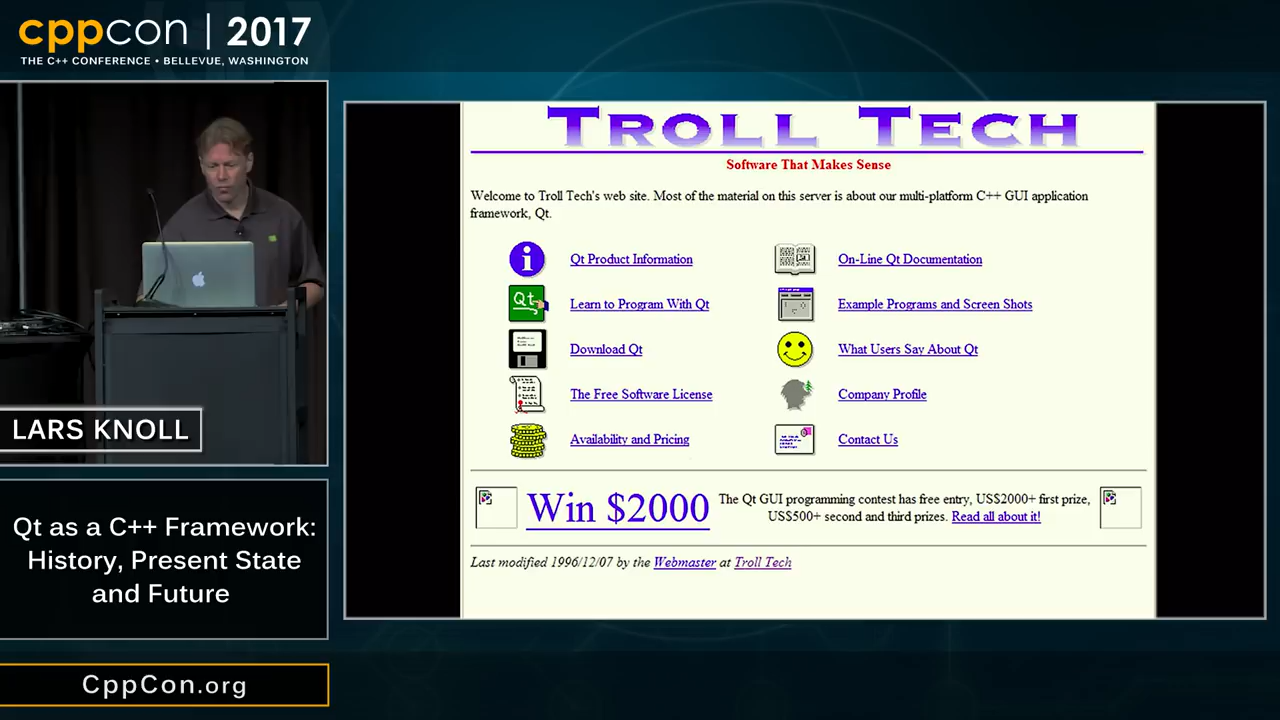 cppcon | 2017
THE C++ CONFERENCE • BELLEVUE, WASHINGTON
LARS KNOLL
Qt as a C++ Framework:
History, Present State
and Future
CppCon.org
TROLL TECH
Software That Makes Sense
Welcome to Troll Tech's web site. Most of the material on this server is about our multi-platform C++ GUI application
framework, Qt.
Qt Product Information
On-Line Qt Documentation
Qt
Learn to Program With Qt
Example Programs and Screen Shots
Download Qt
What Users Say About Qt
The Free Software License
Company Profile
Availability and Pricing
Contact Us
Win $2000
The Qt GUI programming contest has free entry, US$2000+ first prize,
US$500+ second and third prizes. Read all about it!
Last modified 1996/12/07 by the Webmaster at Troll Tech